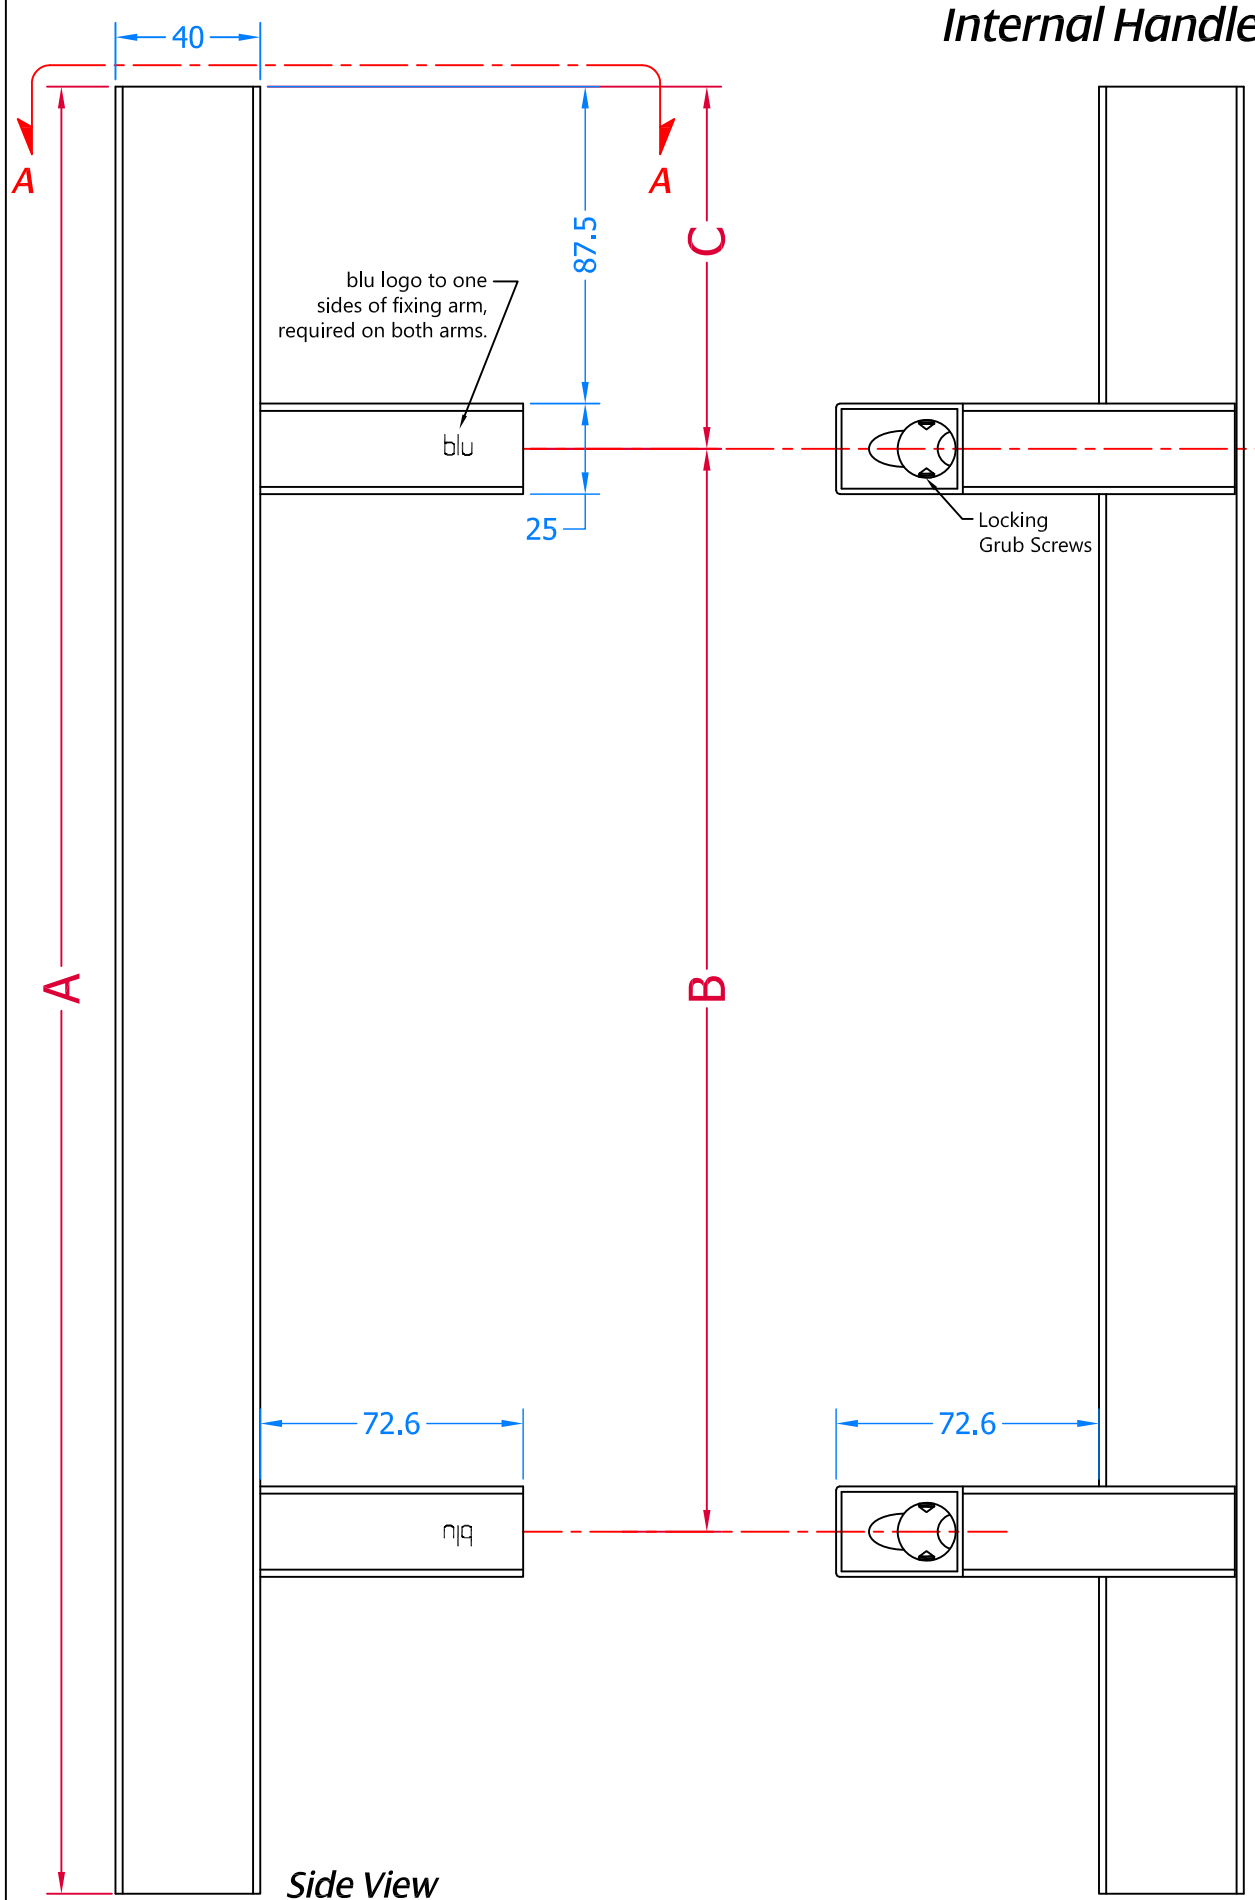 Internal Handle
40
A
A
87.5
C
blu logo to one
sides of fixing arm,
required on both arms.
blu
25
Locking
Grub Screws
A
B
72.6
72.6
blu
Side View